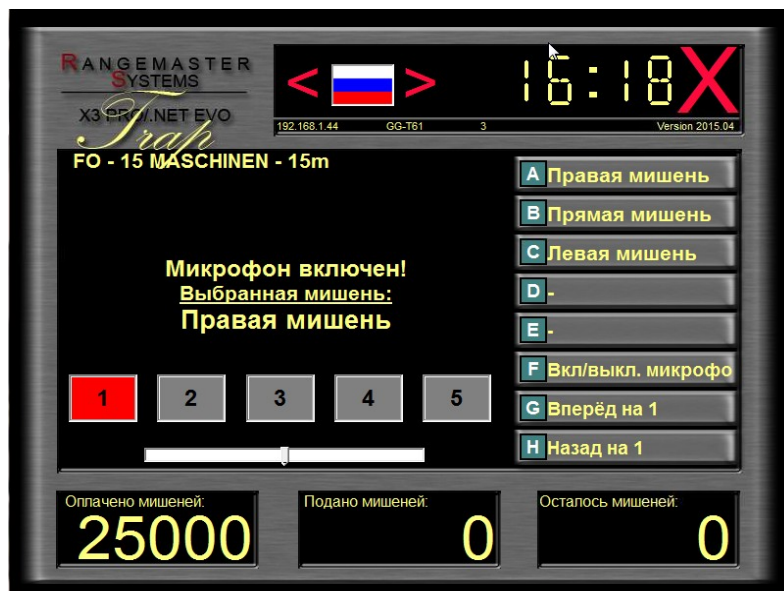 RANGEMASTER
SYSTEMS
X3 PRO/.NET EVO
Trap
< >
16:18
X
192.168.1.44 GG-T61 3 Version 2015.04
FO - 15 MASCHINEN - 15m
Микрофон включен!
Выбранная мишень:
Правая мишень
1 2 3 4 5
A Правая мишень
B Прямая мишень
C Левая мишень
D -
E -
F Вкл/выкл. микрофо
G Вперёд на 1
H Назад на 1
Оплачено мишеней: Подано мишеней: Осталось мишеней:
25000 0 0